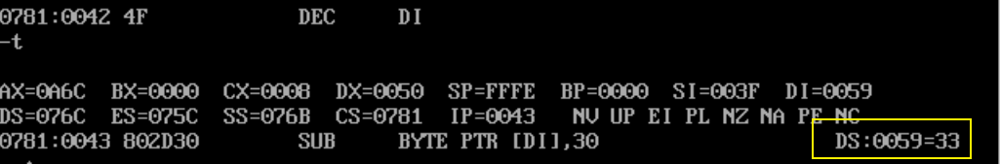 0781:0042 4F DEC DI
-t
AX=0A6C BX=0000 CX=0008 DX=0050 SP=FFFE BP=0000 SI=003F DI=0059
DS=076C ES=075C SS=076B CS=0781 IP=0043 NV UP EI PL NZ NA PE NC
0781:0043 802D30 SUB BYTE PTR [DI],30 DS:0059=33